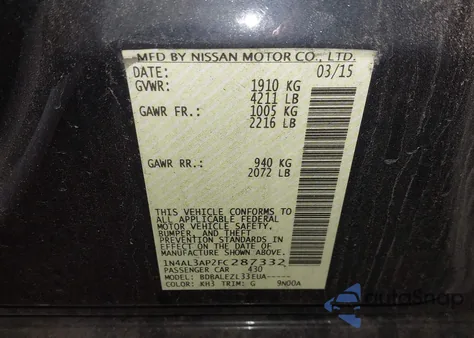 MFD BY NISSAN MOTOR CO., LTD.
DATE: 03/15
GVWR: 1910 KG
4211 LB
GAWR FR.: 1005 KG
2216 LB
GAWR RR.: 940 KG
2072 LB
THIS VEHICLE CONFORMS TO
ALL APPLICABLE FEDERAL
MOTOR VEHICLE SAFETY,
BUMPER, AND THEFT
PREVENTION STANDARDS IN
EFFECT ON THE DATE OF
MANUFACTURE SHOWN ABOVE.
1N4AL3AP2FC287332
PASSENGER CAR 430
MODEL: BDBALEZL33EUA-----
COLOR: KH3 TRIM: G 9N00A
autoSnap